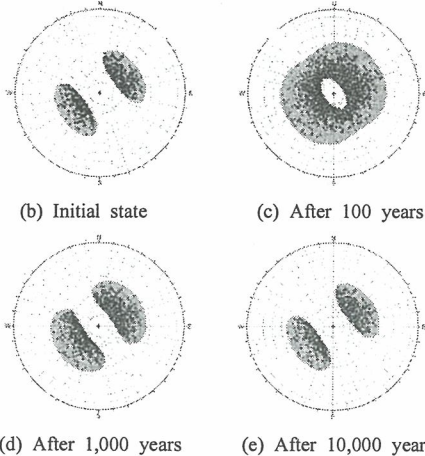 N
W E
S
(b) Initial state
(c) After 100 years
N
W E
S
(d) After 1,000 years
(e) After 10,000 year